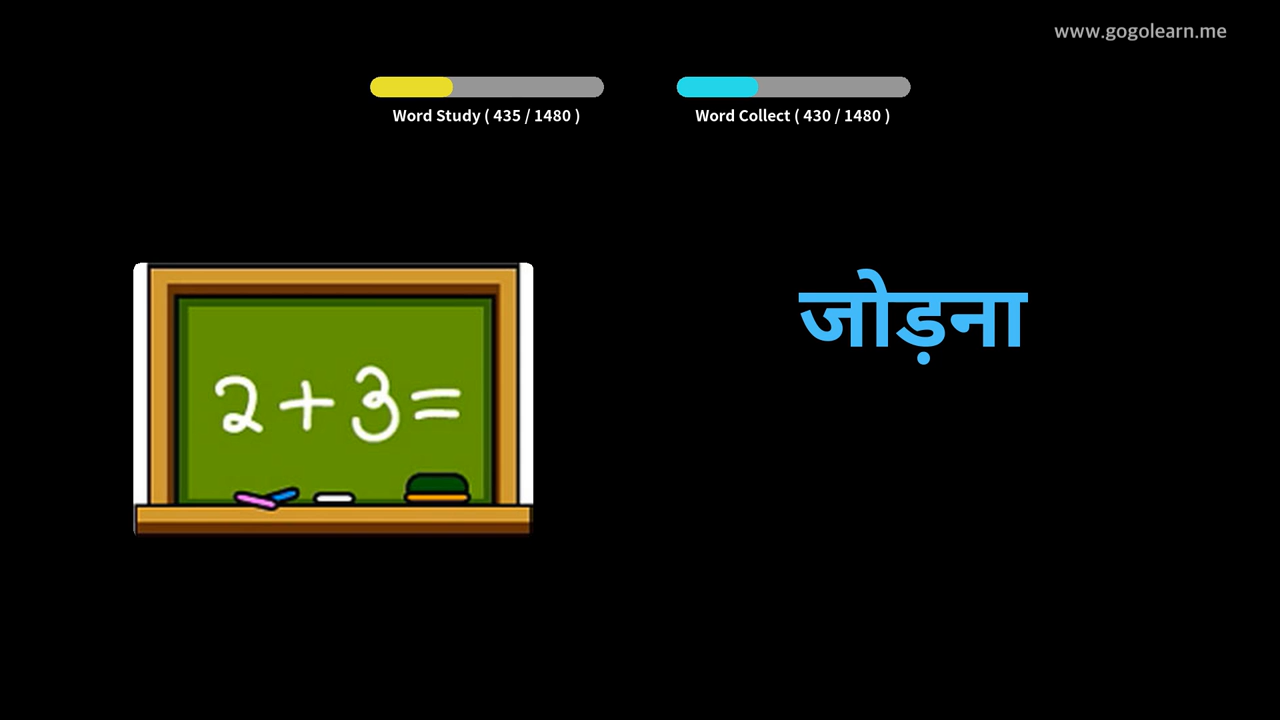 www.gogolearn.me
Word Study ( 435 / 1480 )
Word Collect ( 430 / 1480 )
2 + 3 =
जोड़ना